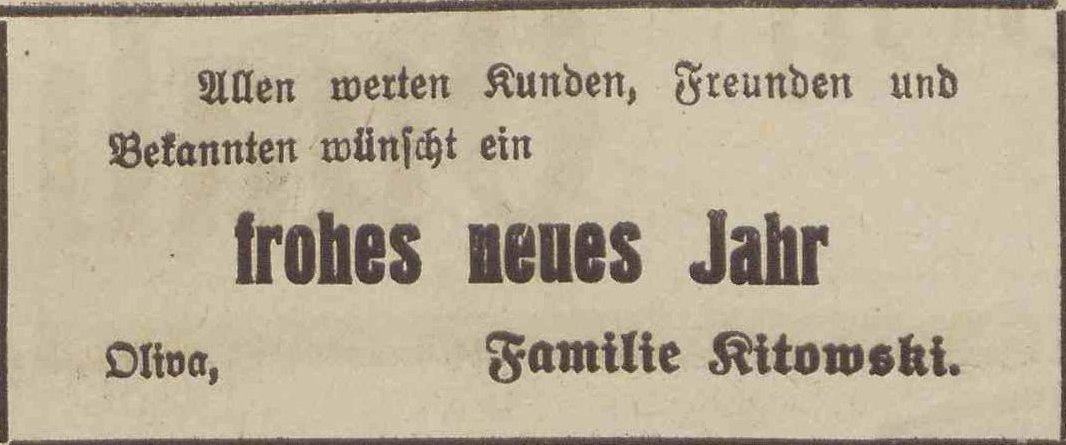 Allen werten Kunden, Freunden und
Bekannten wünscht ein
frohes neues Jahr
Oliva, Familie Kitowski.